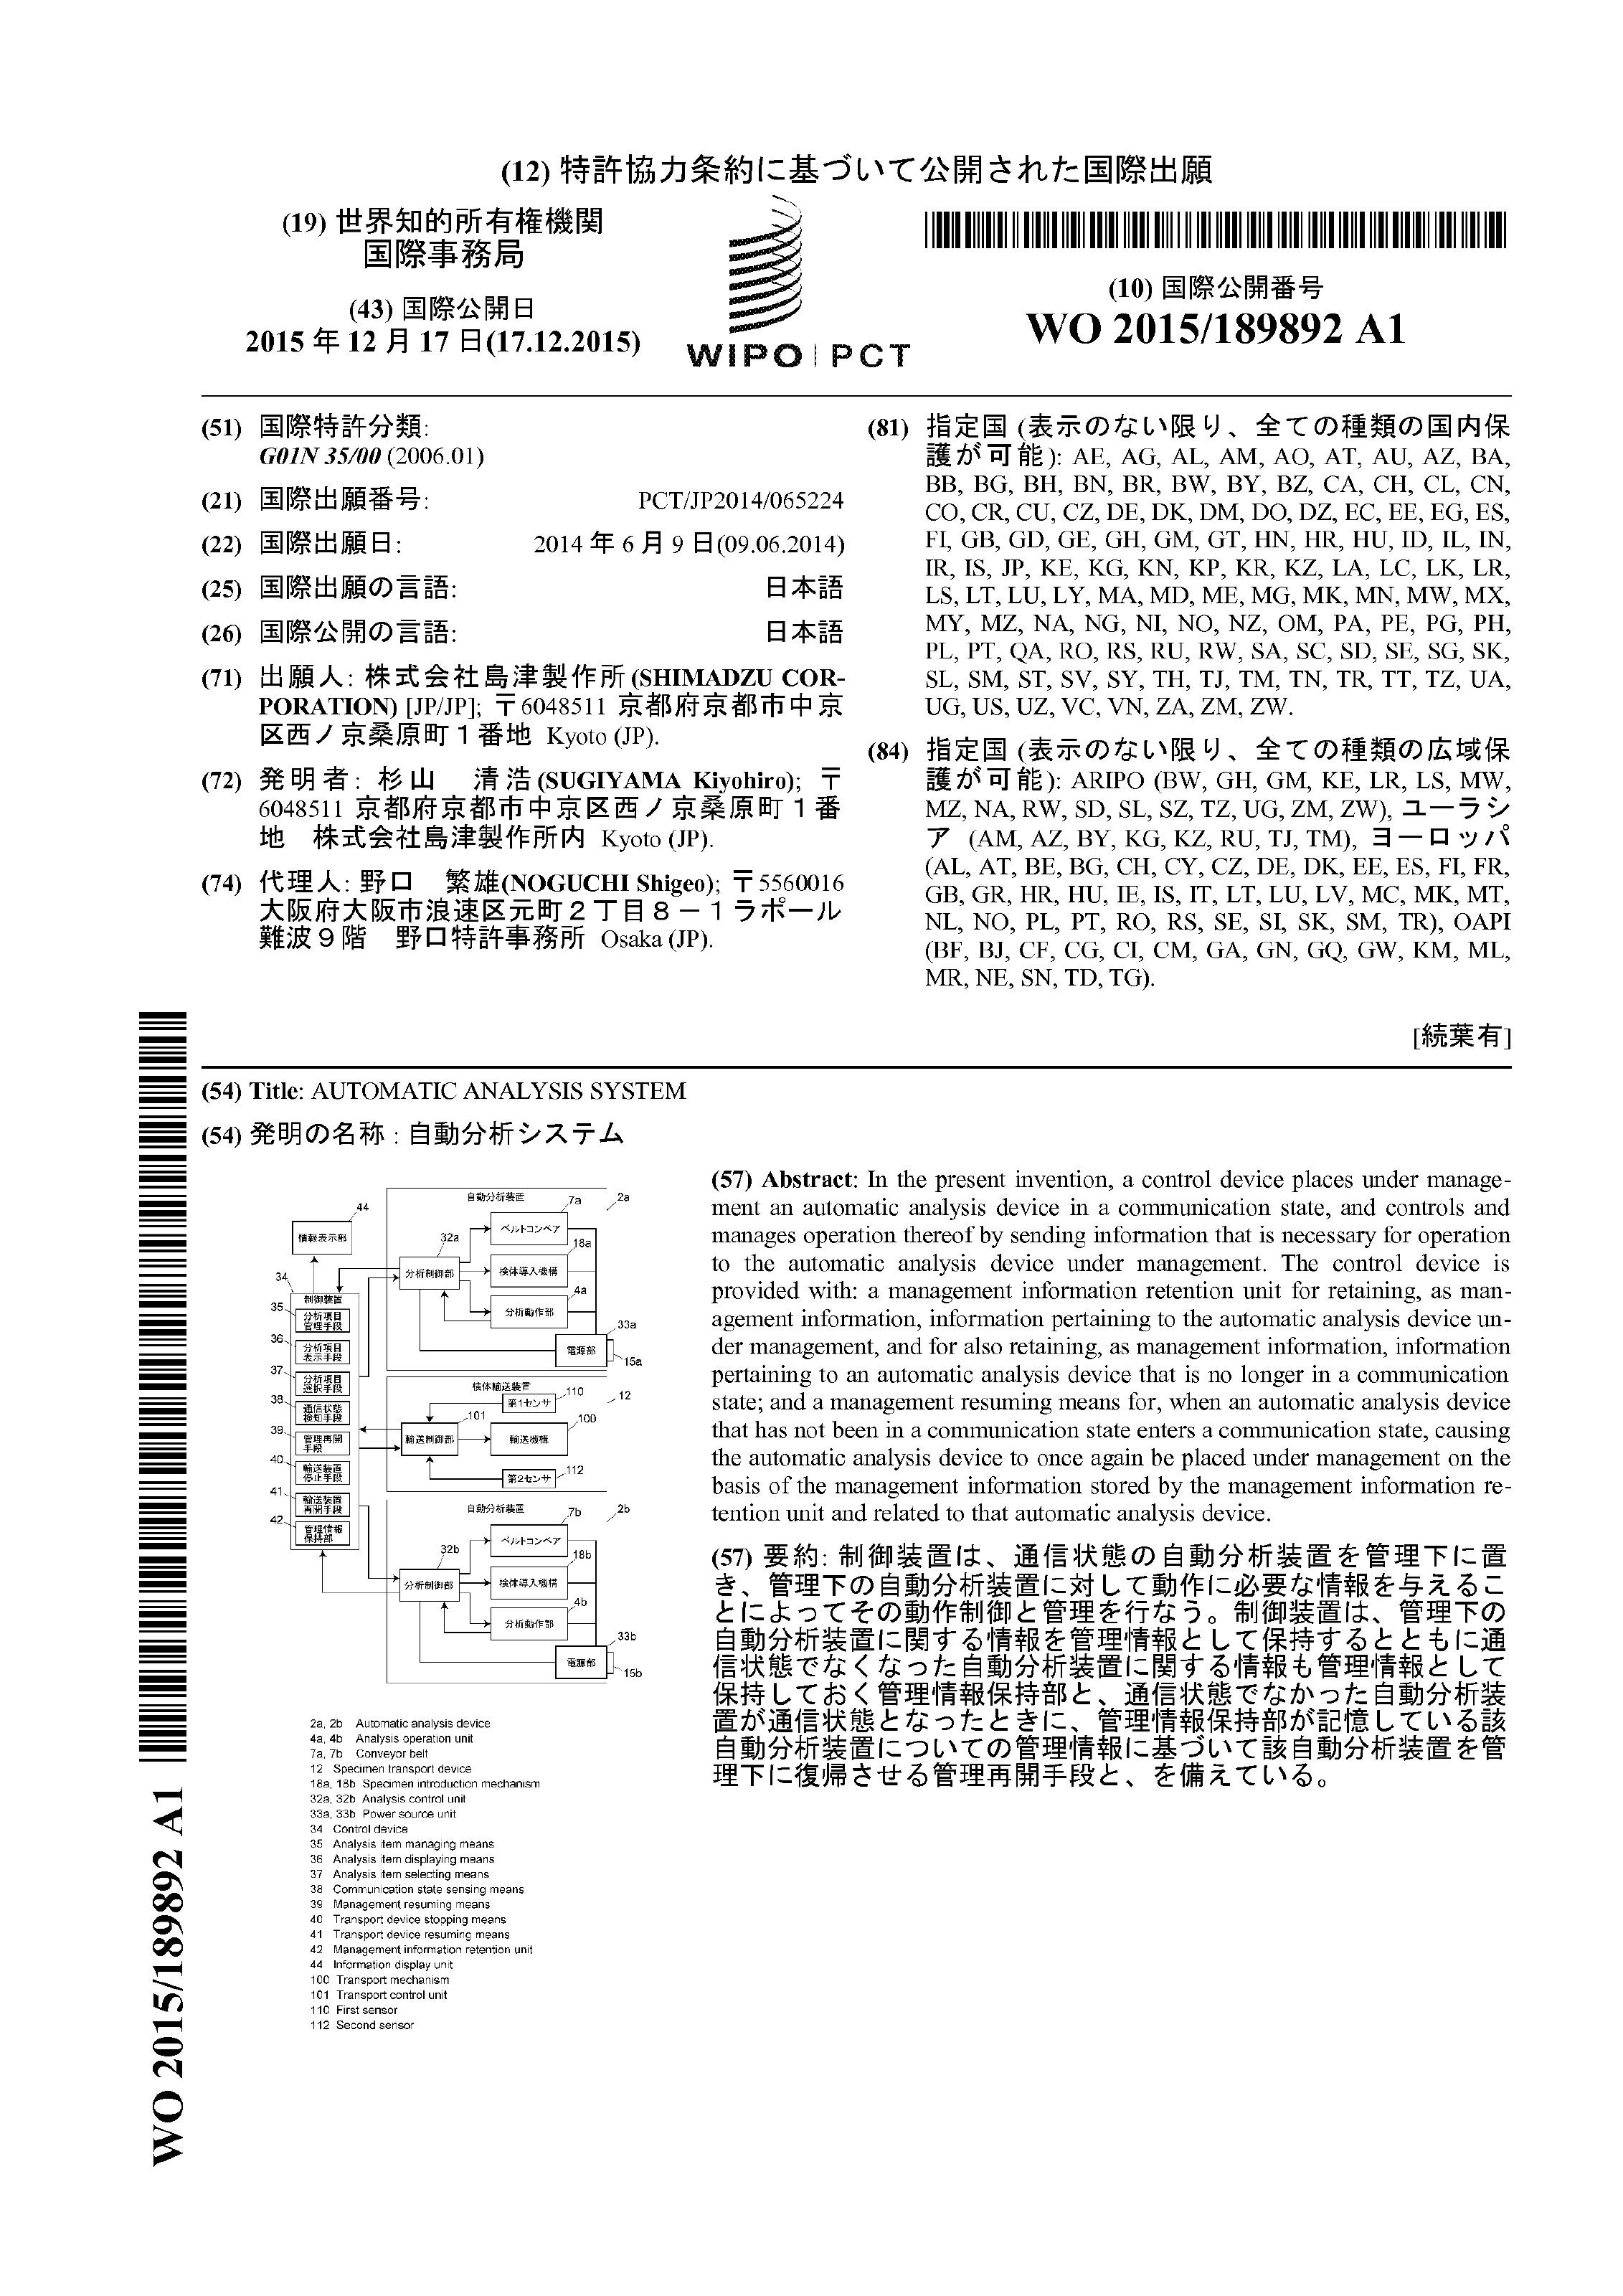 (12) 特許協力条約に基づいて公開された国際出願
(19) 世界知的所有権機関
国際事務局
(43) 国際公開日
2015 年 12 月 17 日(17.12.2015)
WIPO | PCT
(10) 国際公開番号
WO 2015/189892 A1
(51) 国際特許分類:
G01N 35/00 (2006.01)
(21) 国際出願番号: PCT/JP2014/065224
(22) 国際出願日: 2014 年 6 月 9 日(09.06.2014)
(25) 国際出願の言語: 日本語
(26) 国際公開の言語: 日本語
(71) 出願人: 株式会社島津製作所(SHIMADZU COR-
PORATION) [JP/JP]; 〒6048511 京都府京都市中京
区西ノ京桑原町1番地 Kyoto (JP).
(72) 発明者: 杉山 清浩(SUGIYAMA Kiyohiro); 〒
6048511 京都府京都市中京区西ノ京桑原町1番
地 株式会社島津製作所内 Kyoto (JP).
(74) 代理人: 野口 繁雄(NOGUCHI Shigeo); 〒5560016
大阪府大阪市浪速区元町2丁目8-1ラポール
難波9階 野口特許事務所 Osaka (JP).
(81) 指定国 (表示のない限り、全ての種類の国内保
護が可能): AE, AG, AL, AM, AO, AT, AU, AZ, BA,
BB, BG, BH, BN, BR, BW, BY, BZ, CA, CH, CL, CN,
CO, CR, CU, CZ, DE, DK, DM, DO, DZ, EC, EE, EG, ES,
FI, GB, GD, GE, GH, GM, GT, HN, HR, HU, ID, IL, IN,
IR, IS, JP, KE, KG, KN, KP, KR, KZ, LA, LC, LK, LR,
LS, LT, LU, LY, MA, MD, ME, MG, MK, MN, MW, MX,
MY, MZ, NA, NG, NI, NO, NZ, OM, PA, PE, PG, PH,
PL, PT, QA, RO, RS, RU, RW, SA, SC, SD, SE, SG, SK,
SL, SM, ST, SV, SY, TH, TJ, TM, TN, TR, TT, TZ, UA,
UG, US, UZ, VC, VN, ZA, ZM, ZW.
(84) 指定国 (表示のない限り、全ての種類の広域保
護が可能): ARIPO (BW, GH, GM, KE, LR, LS, MW,
MZ, NA, RW, SD, SL, SZ, TZ, UG, ZM, ZW), ユーラシ
ア (AM, AZ, BY, KG, KZ, RU, TJ, TM), ヨーロッパ
(AL, AT, BE, BG, CH, CY, CZ, DE, DK, EE, ES, FI, FR,
GB, GR, HR, HU, IE, IS, IT, LT, LU, LV, MC, MK, MT,
NL, NO, PL, PT, RO, RS, SE, SI, SK, SM, TR), OAPI
(BF, BJ, CF, CG, CI, CM, GA, GN, GQ, GW, KM, ML,
MR, NE, SN, TD, TG).
[続葉有]
(54) Title: AUTOMATIC ANALYSIS SYSTEM
(54) 発明の名称 : 自動分析システム
44
情報表示部
34
制御装置
35
分析項目
管理手段
36
分析項目
表示手段
37
分析項目
選択手段
38
通信状態
検知手段
39
管理再開
手段
40
輸送装置
停止手段
41
輸送装置
再開手段
42
管理情報
保持部
自動分析装置
2a
7a
ベルトコンベア
32a
分析制御部
18a
検体導入機構
4a
分析動作部
33a
電源部
15a
検体輸送装置
12
110
第1センサ
101
輸送制御部
100
輸送機構
112
第2センサ
自動分析装置
2b
7b
ベルトコンベア
32b
分析制御部
18b
検体導入機構
4b
分析動作部
33b
電源部
15b
2a, 2b Automatic analysis device
4a, 4b Analysis operation unit
7a, 7b Conveyor belt
12 Specimen transport device
18a, 18b Specimen introduction mechanism
32a, 32b Analysis control unit
33a, 33b Power source unit
34 Control device
35 Analysis item managing means
36 Analysis item displaying means
37 Analysis item selecting means
38 Communication state sensing means
39 Management resuming means
40 Transport device stopping means
41 Transport device resuming means
42 Management information retention unit
44 Information display unit
100 Transport mechanism
101 Transport control unit
110 First sensor
112 Second sensor
(57) Abstract: In the present invention, a control device places under manage-
ment an automatic analysis device in a communication state, and controls and
manages operation thereof by sending information that is necessary for operation
to the automatic analysis device under management. The control device is
provided with: a management information retention unit for retaining, as man-
agement information, information pertaining to the automatic analysis device un-
der management, and for also retaining, as management information, information
pertaining to an automatic analysis device that is no longer in a communication
state; and a management resuming means for, when an automatic analysis device
that has not been in a communication state enters a communication state, causing
the automatic analysis device to once again be placed under management on the
basis of the management information stored by the management information re-
tention unit and related to that automatic analysis device.
(57) 要約: 制御装置は、通信状態の自動分析装置を管理下に置
き、管理下の自動分析装置に対して動作に必要な情報を与えるこ
とによってその動作制御と管理を行なう。制御装置は、管理下の
自動分析装置に関する情報を管理情報として保持するとともに通
信状態でなくなった自動分析装置に関する情報も管理情報として
保持しておく管理情報保持部と、通信状態でなかった自動分析装
置が通信状態となったときに、管理情報保持部が記憶している該
自動分析装置についての管理情報に基づいて該自動分析装置を管
理下に復帰させる管理再開手段と、を備えている。
WO 2015/189892 A1